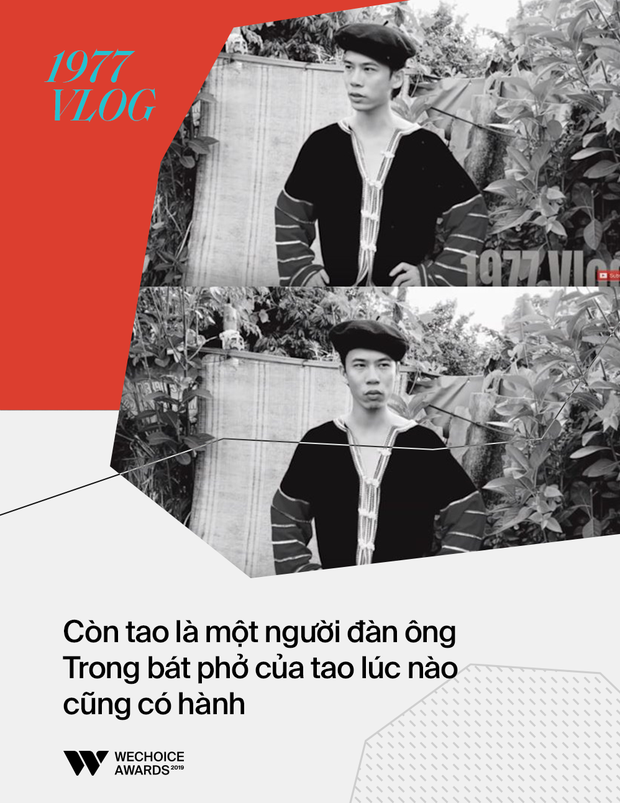 1977
VLOG
1977 Vlog
Còn tao là một người đàn ông
Trong bát phở của tao lúc nào
cũng có hành
WECHOICE
AWARDS 2019